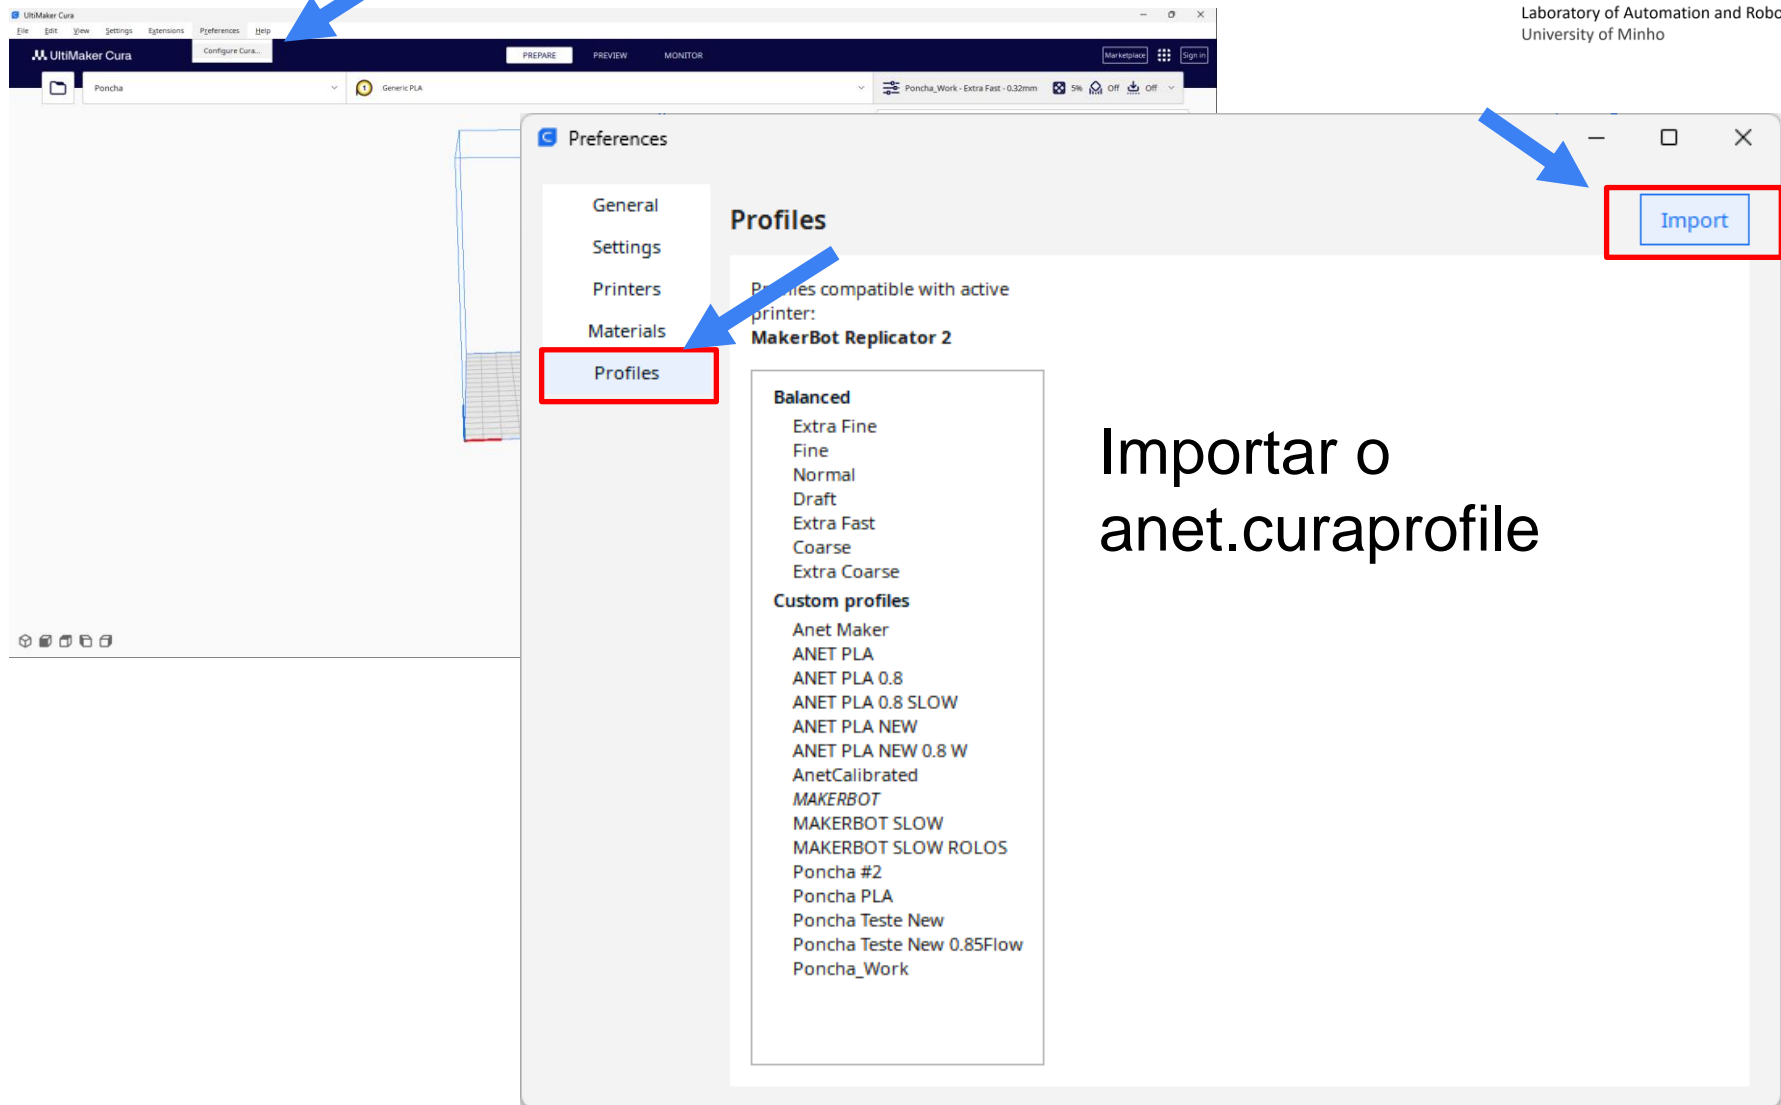 Laboratory of Automation and Robo
University of Minho
UltiMaker Cura
File Edit View Settings Extensions Preferences Help
UltiMaker Cura
Configure Cura...
PREPARE PREVIEW MONITOR
Marketplace Sign in
Poncha
1 Generic PLA
Poncha_Work - Extra Fast - 0.32mm 5% Off Off
Preferences
General
Settings
Printers
Materials
Profiles
Profiles
Import
Profiles compatible with active
printer:
MakerBot Replicator 2
Balanced
Extra Fine
Fine
Normal
Draft
Extra Fast
Coarse
Extra Coarse
Custom profiles
Anet Maker
ANET PLA
ANET PLA 0.8
ANET PLA 0.8 SLOW
ANET PLA NEW
ANET PLA NEW 0.8 W
AnetCalibrated
MAKERBOT
MAKERBOT SLOW
MAKERBOT SLOW ROLOS
Poncha #2
Poncha PLA
Poncha Teste New
Poncha Teste New 0.85Flow
Poncha_Work
Importar o
anet.curaprofile